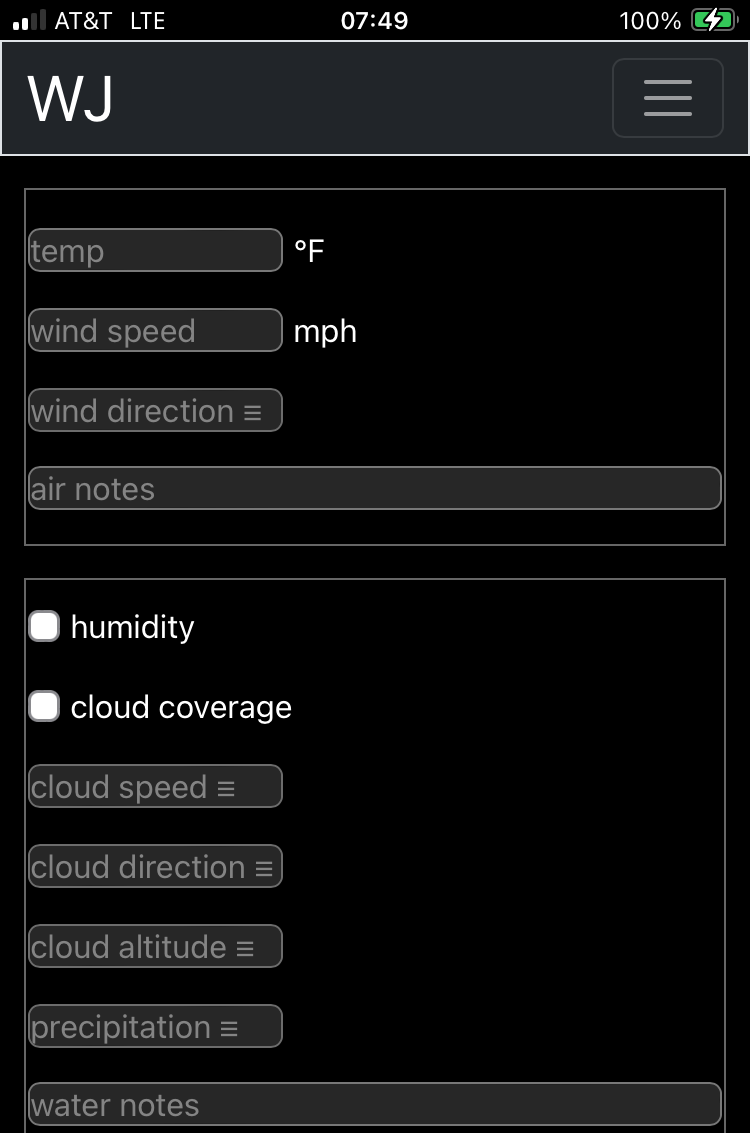 AT&T LTE 07:49 100%
WJ
temp °F
wind speed mph
wind direction ≡
air notes
humidity
cloud coverage
cloud speed ≡
cloud direction ≡
cloud altitude ≡
precipitation ≡
water notes